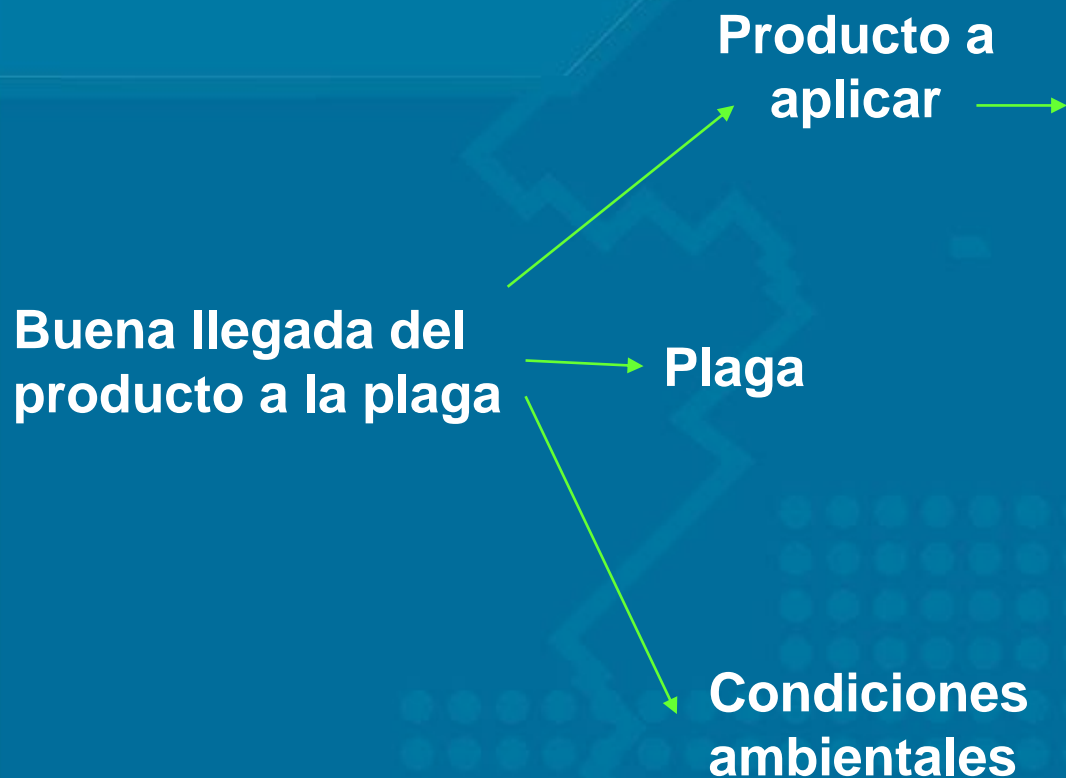 Producto a
aplicar
Buena llegada del
producto a la plaga
Plaga
Condiciones
ambientales